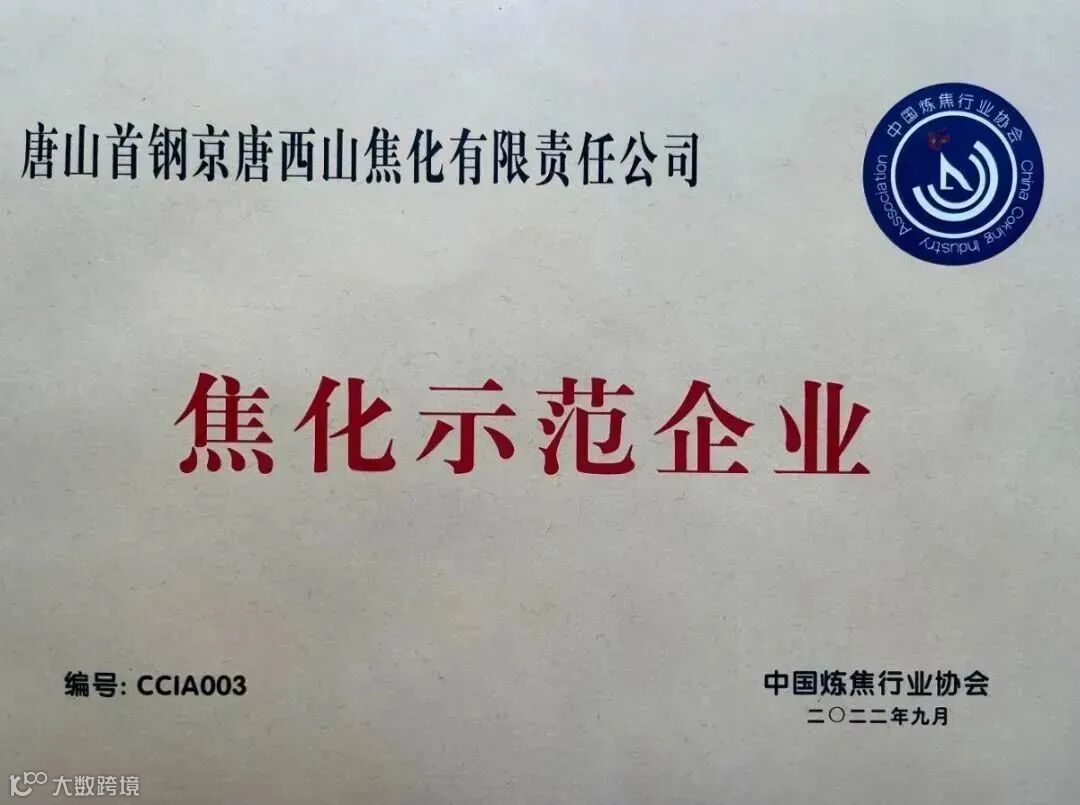 唐山首钢京唐西山焦化有限责任公司
中国炼焦行业协会
China Coking Industry Association
焦化示范企业
编号: CCIA003
中国炼焦行业协会
二〇二二年九月
大数跨境